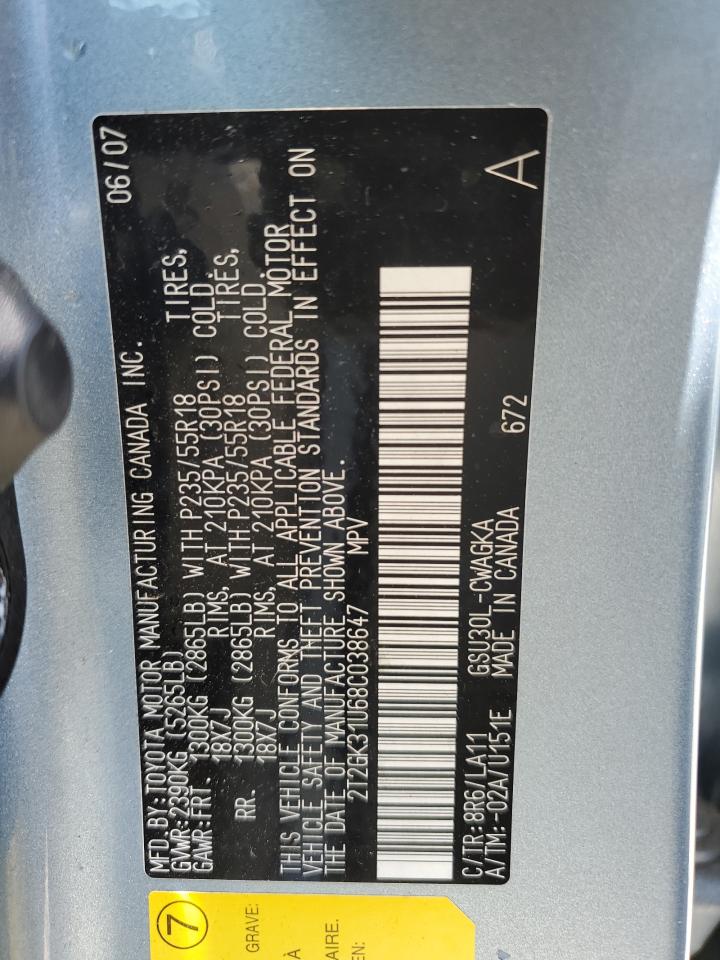 MFD BY:TOYOTA MOTOR MANUFACTURING CANADA INC. 06/07
GVWR:2390KG (5265LB)
GAWR:FRT. 1300KG (2865LB) WITH P235/55R18 TIRES,
18X7J RIMS, AT 210KPA (30PSI) COLD
RR. 1300KG (2865LB) WITH P235/55R18 TIRÈS,
18X7J RIMS, AT 210KPA (30PSI) COLD.
THIS VEHICLE CONFORMS TO ALL APPLICABLE FEDERAL MOTOR
VEHICLE SAFETY AND THEFT PREVENTION STANDARDS IN EFFECT ON
THE DATE OF MANUFACTURE SHOWN ABOVE.
2T2GK31U68C038647 MPV
C/TR:8R6/LA11 GSU30L-CWAGKA
A/TM:-02A/U151E MADE IN CANADA 672 A
7
GRAVE:
À
AIRE.
EN: